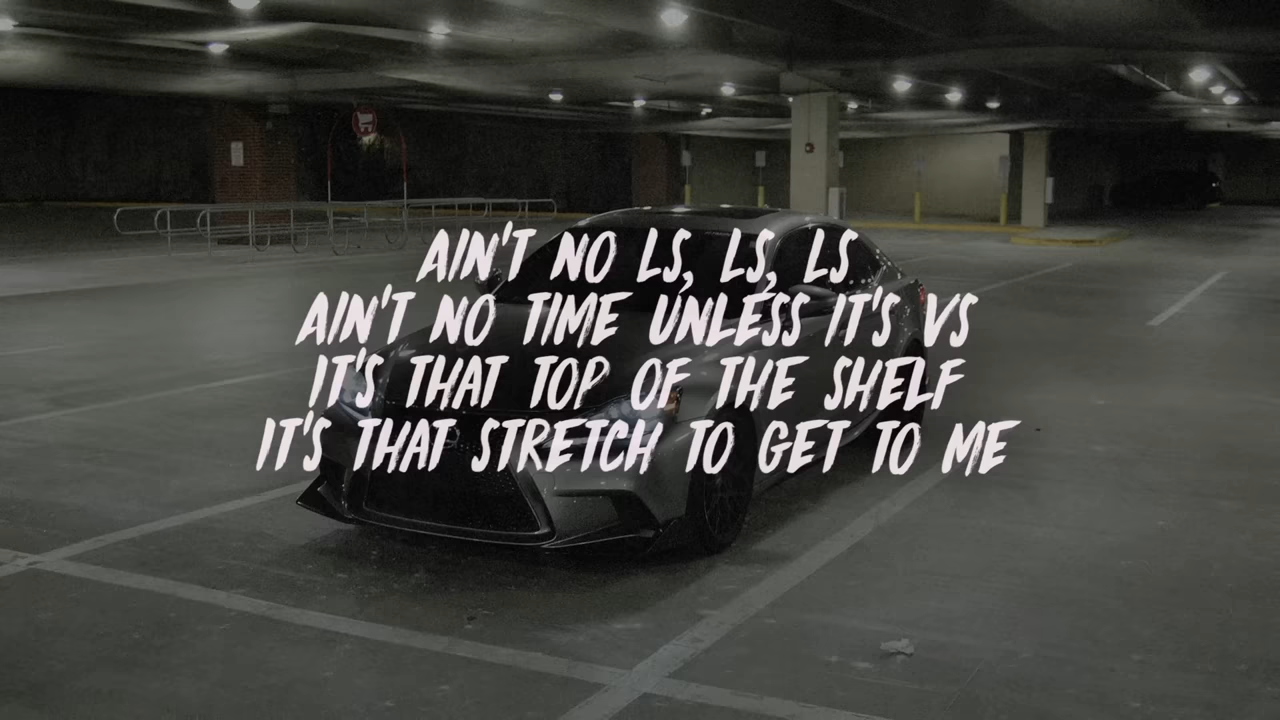 AIN'T NO LS, LS, LS
AIN'T NO TIME UNLESS IT'S VS
IT'S THAT TOP OF THE SHELF
IT'S THAT STRETCH TO GET TO ME